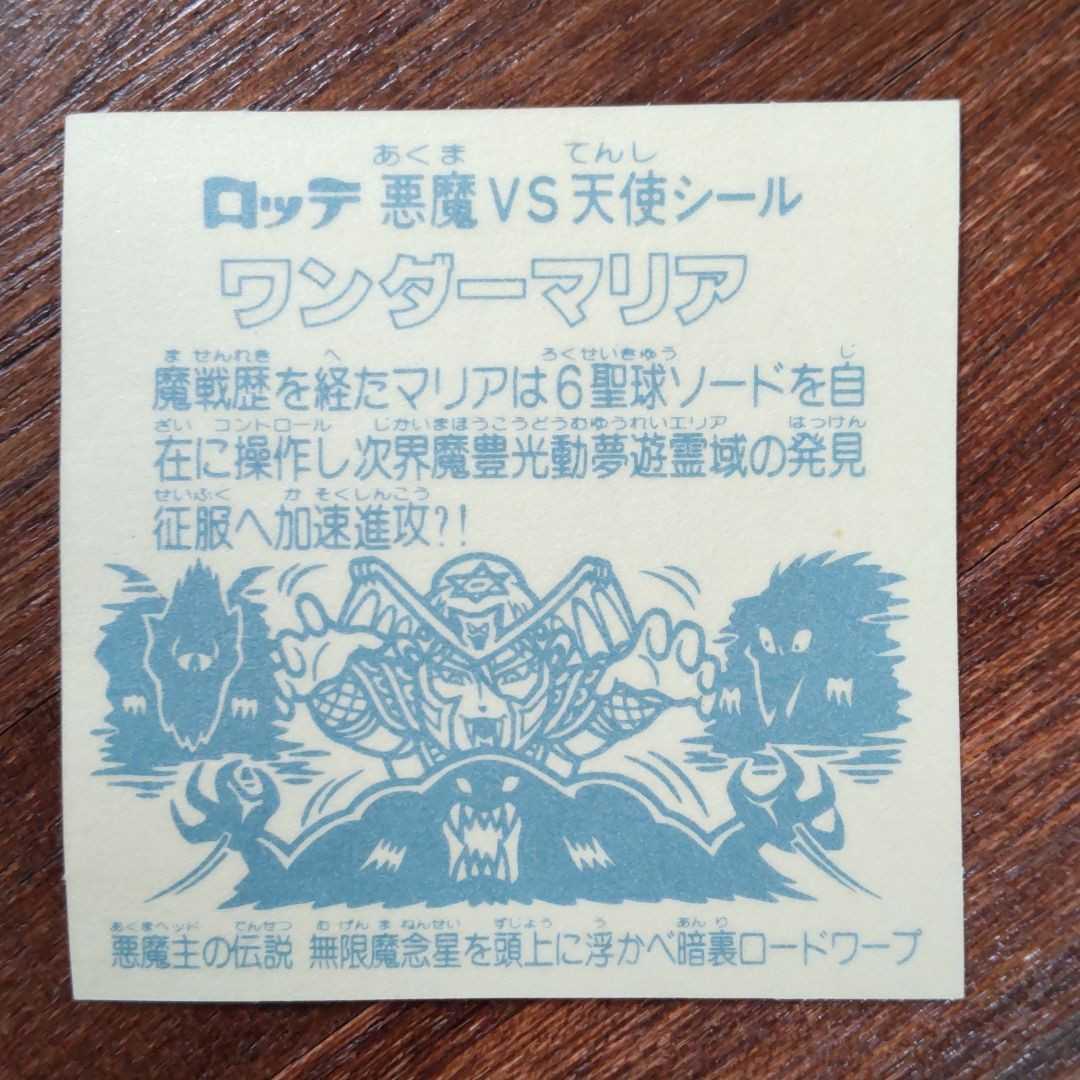 あくま てんし
ロッテ 悪魔VS天使シール
ワンダーマリア
ま せんれき へ ろくせいきゅう じ
魔戦歴を経たマリアは6聖球ソードを自
ざい コントロール じかいまほうこうどうむゆうれいエリア はっけん
在に操作し次界魔豊光動夢遊霊域の発見
せいふく か そくしんこう
征服へ加速進攻?!
あくまヘッド でんせつ む げん ま ねんせい ずじょう う あん り
悪魔主の伝説 無限魔念星を頭上に浮かべ暗裏ロードワープ